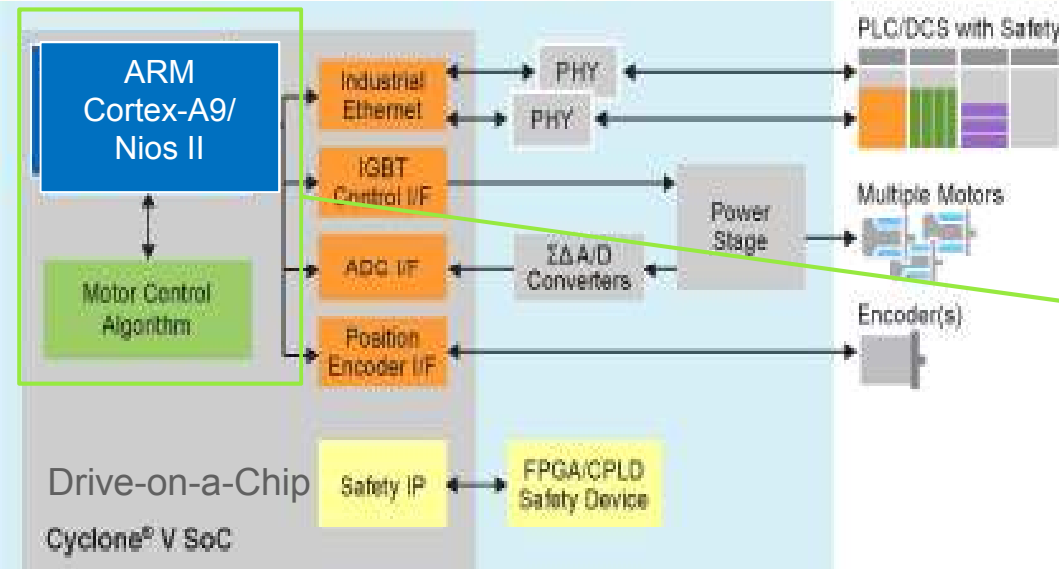 PLC/DCS with Safety
ARM
Cortex-A9/
Nios II
Industrial
Ethernet
PHY
PHY
IGBT
Control I/F
Power
Stage
Multiple Motors
ADC I/F
ΣΔ A/D
Converters
Motor Control
Algorithm
Position
Encoder I/F
Encoder(s)
Drive-on-a-Chip
Safety IP
FPGA/CPLD
Safety Device
Cyclone® V SoC